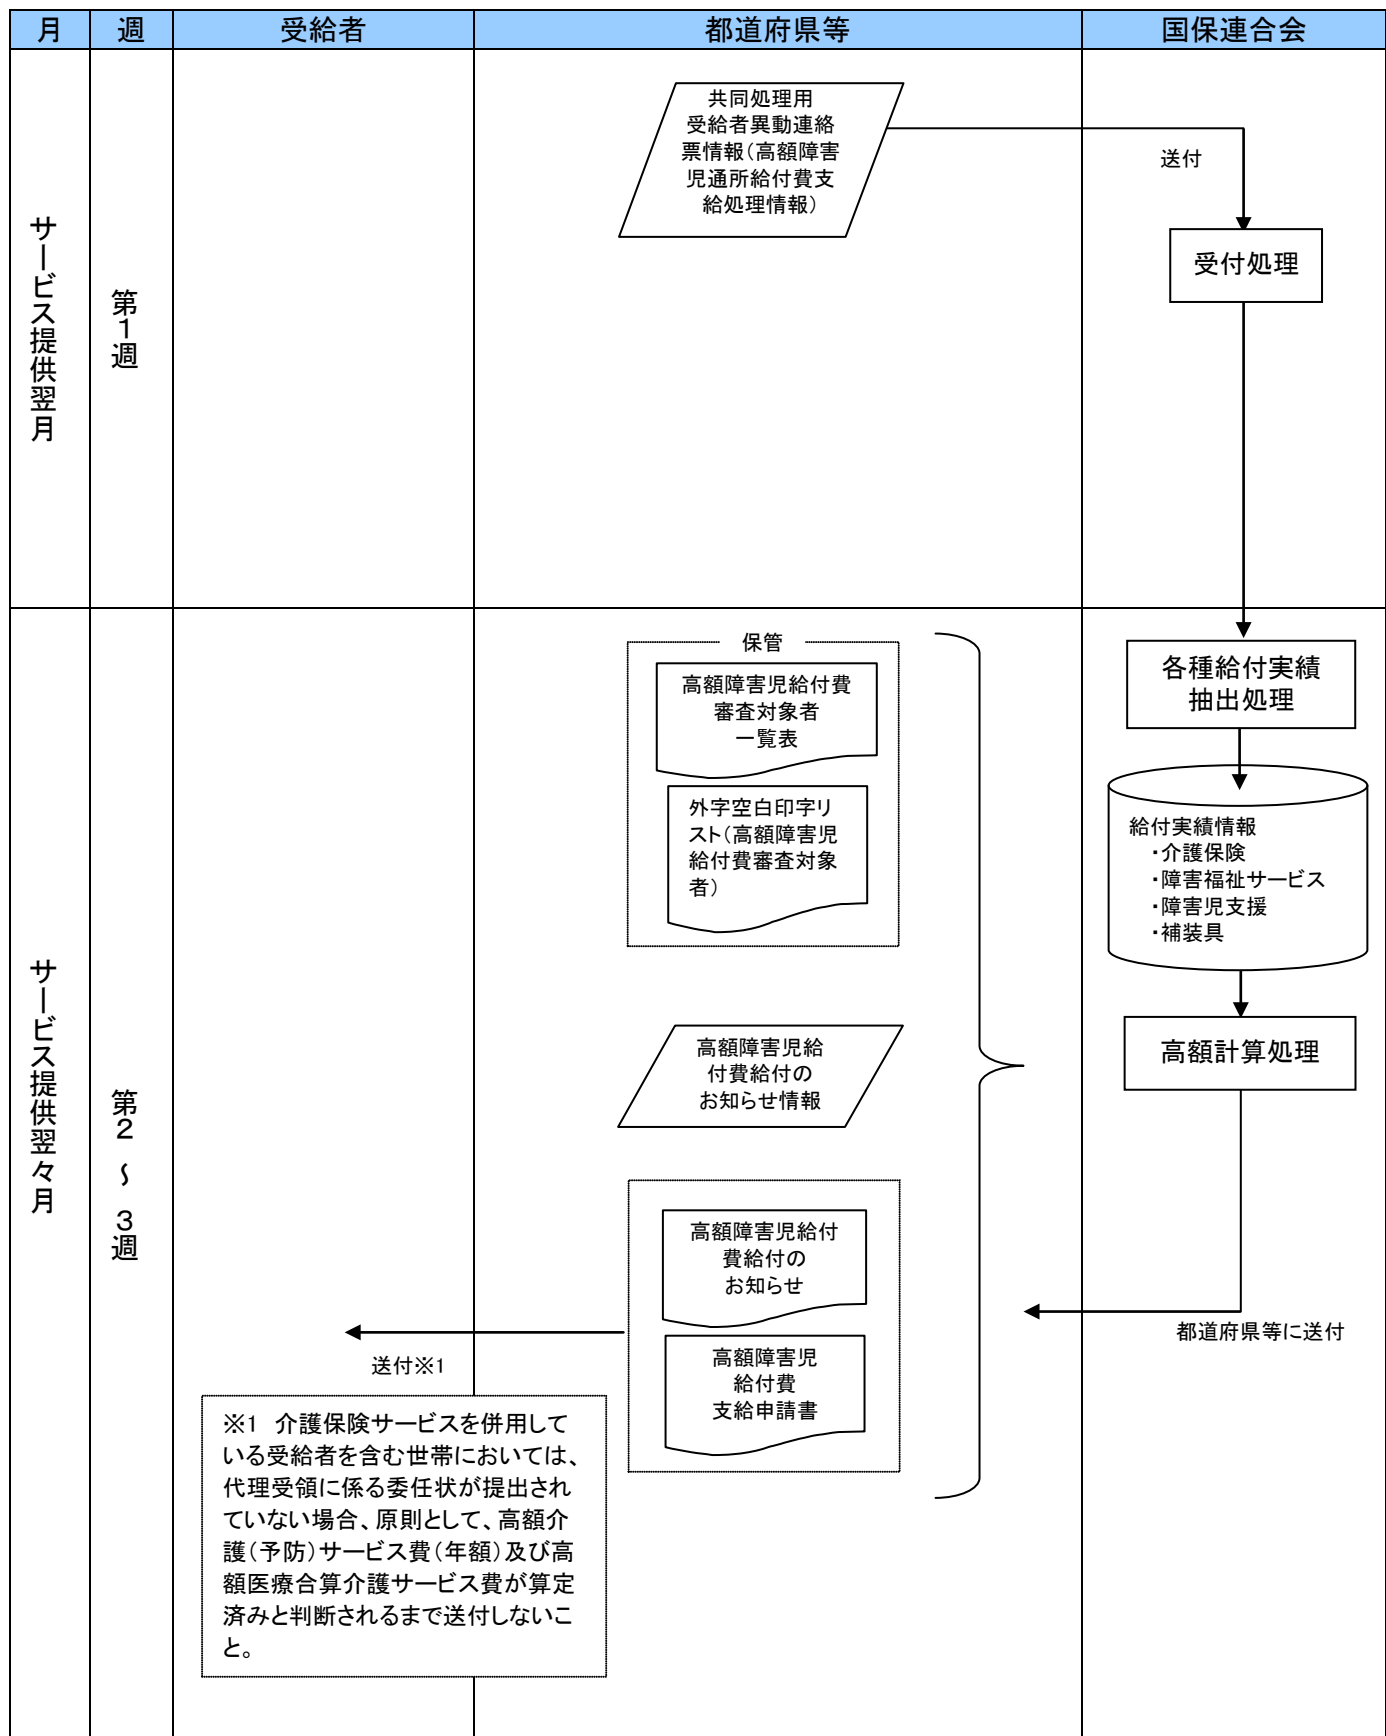 月 週 受給者 都道府県等 国保連合会
サービス提供翌月
第1週
共同処理用
受給者異動連絡
票情報（高額障害
児通所給付費支
給処理情報）
送付
受付処理
サービス提供翌々月
第2～3週
保管
高額障害児給付費
審査対象者
一覧表
外字空白印字リ
スト（高額障害児
給付費審査対象
者）
各種給付実績
抽出処理
給付実績情報
・介護保険
・障害福祉サービス
・障害児支援
・補装具
高額計算処理
高額障害児給
付費給付の
お知らせ情報
都道府県等に送付
高額障害児給付
費給付の
お知らせ
高額障害児
給付費
支給申請書
送付※1
※1 介護保険サービスを併用して
いる受給者を含む世帯においては、
代理受領に係る委任状が提出され
ていない場合、原則として、高額介
護（予防）サービス費（年額）及び高
額医療合算介護サービス費が算定
済みと判断されるまで送付しないこ
と。